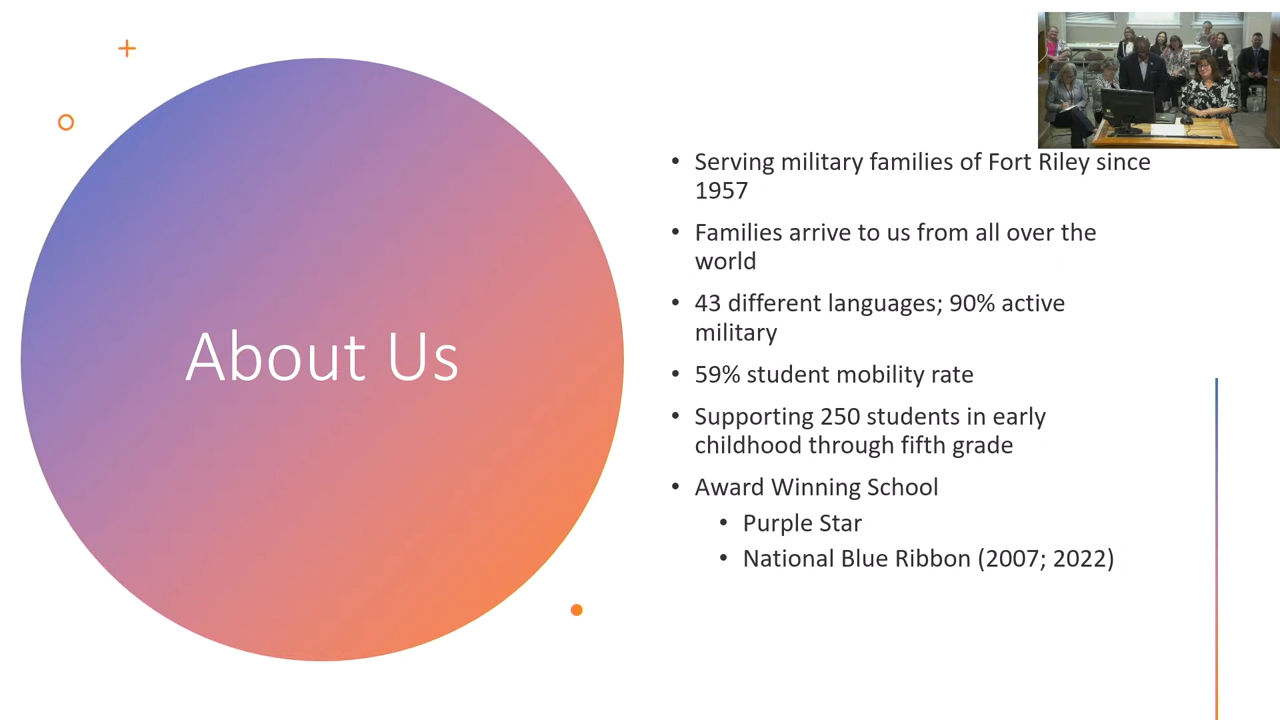 About Us
• Serving military families of Fort Riley since
1957
• Families arrive to us from all over the
world
• 43 different languages; 90% active
military
• 59% student mobility rate
• Supporting 250 students in early
childhood through fifth grade
• Award Winning School
• Purple Star
• National Blue Ribbon (2007; 2022)